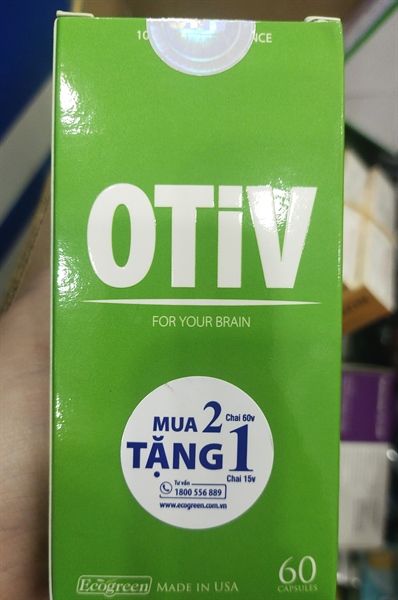 OTiV
FOR YOUR BRAIN
MUA 2 Chai 60v
TẶNG 1 Chai 15v
Tư vấn
1800 556 889
www.ecogreen.com.vn
Ecogreen MADE IN USA
60
CAPSULES